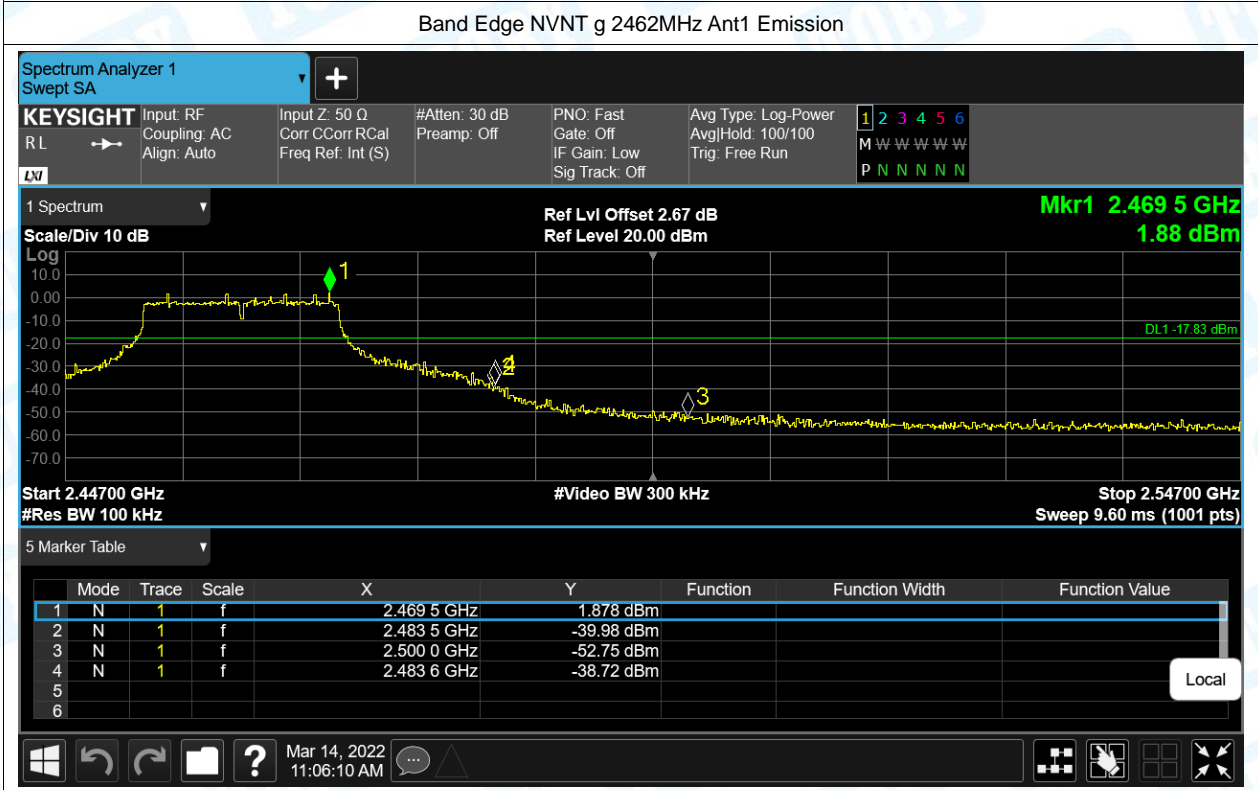 Band Edge NVNT g 2462MHz Ant1 Emission
Spectrum Analyzer 1
Swept SA
KEYSIGHT
RL
LXI
Input: RF
Coupling: AC
Align: Auto
Input Z: 50 Ω
Corr CCorr RCal
Freq Ref: Int (S)
#Atten: 30 dB
Preamp: Off
PNO: Fast
Gate: Off
IF Gain: Low
Sig Track: Off
Avg Type: Log-Power
Avg|Hold: 100/100
Trig: Free Run
1 2 3 4 5 6
M W W W W W
P N N N N N
1 Spectrum
Scale/Div 10 dB
Ref Lvl Offset 2.67 dB
Ref Level 20.00 dBm
Mkr1 2.469 5 GHz
1.88 dBm
Log
10.0
0.00
-10.0
-20.0
-30.0
-40.0
-50.0
-60.0
-70.0
1
2
4
3
DL1 -17.83 dBm
Start 2.44700 GHz
#Video BW 300 kHz
Stop 2.54700 GHz
#Res BW 100 kHz
Sweep 9.60 ms (1001 pts)
5 Marker Table
Mode Trace Scale X Y Function Function Width Function Value
1 N 1 f 2.469 5 GHz 1.878 dBm
2 N 1 f 2.483 5 GHz -39.98 dBm
3 N 1 f 2.500 0 GHz -52.75 dBm
4 N 1 f 2.483 6 GHz -38.72 dBm
5
6
Local
?
Mar 14, 2022
11:06:10 AM